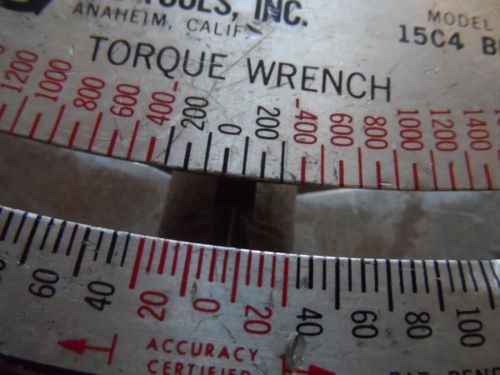 TOOLS, INC.
ANAHEIM, CALIF
MODEL
15C4
TORQUE WRENCH
1200 1000 800 600 400 200 0 200 400 600 800 1000 1200 1400
60 40 20 0 20 40 60 80 100
ACCURACY
CERTIFIED